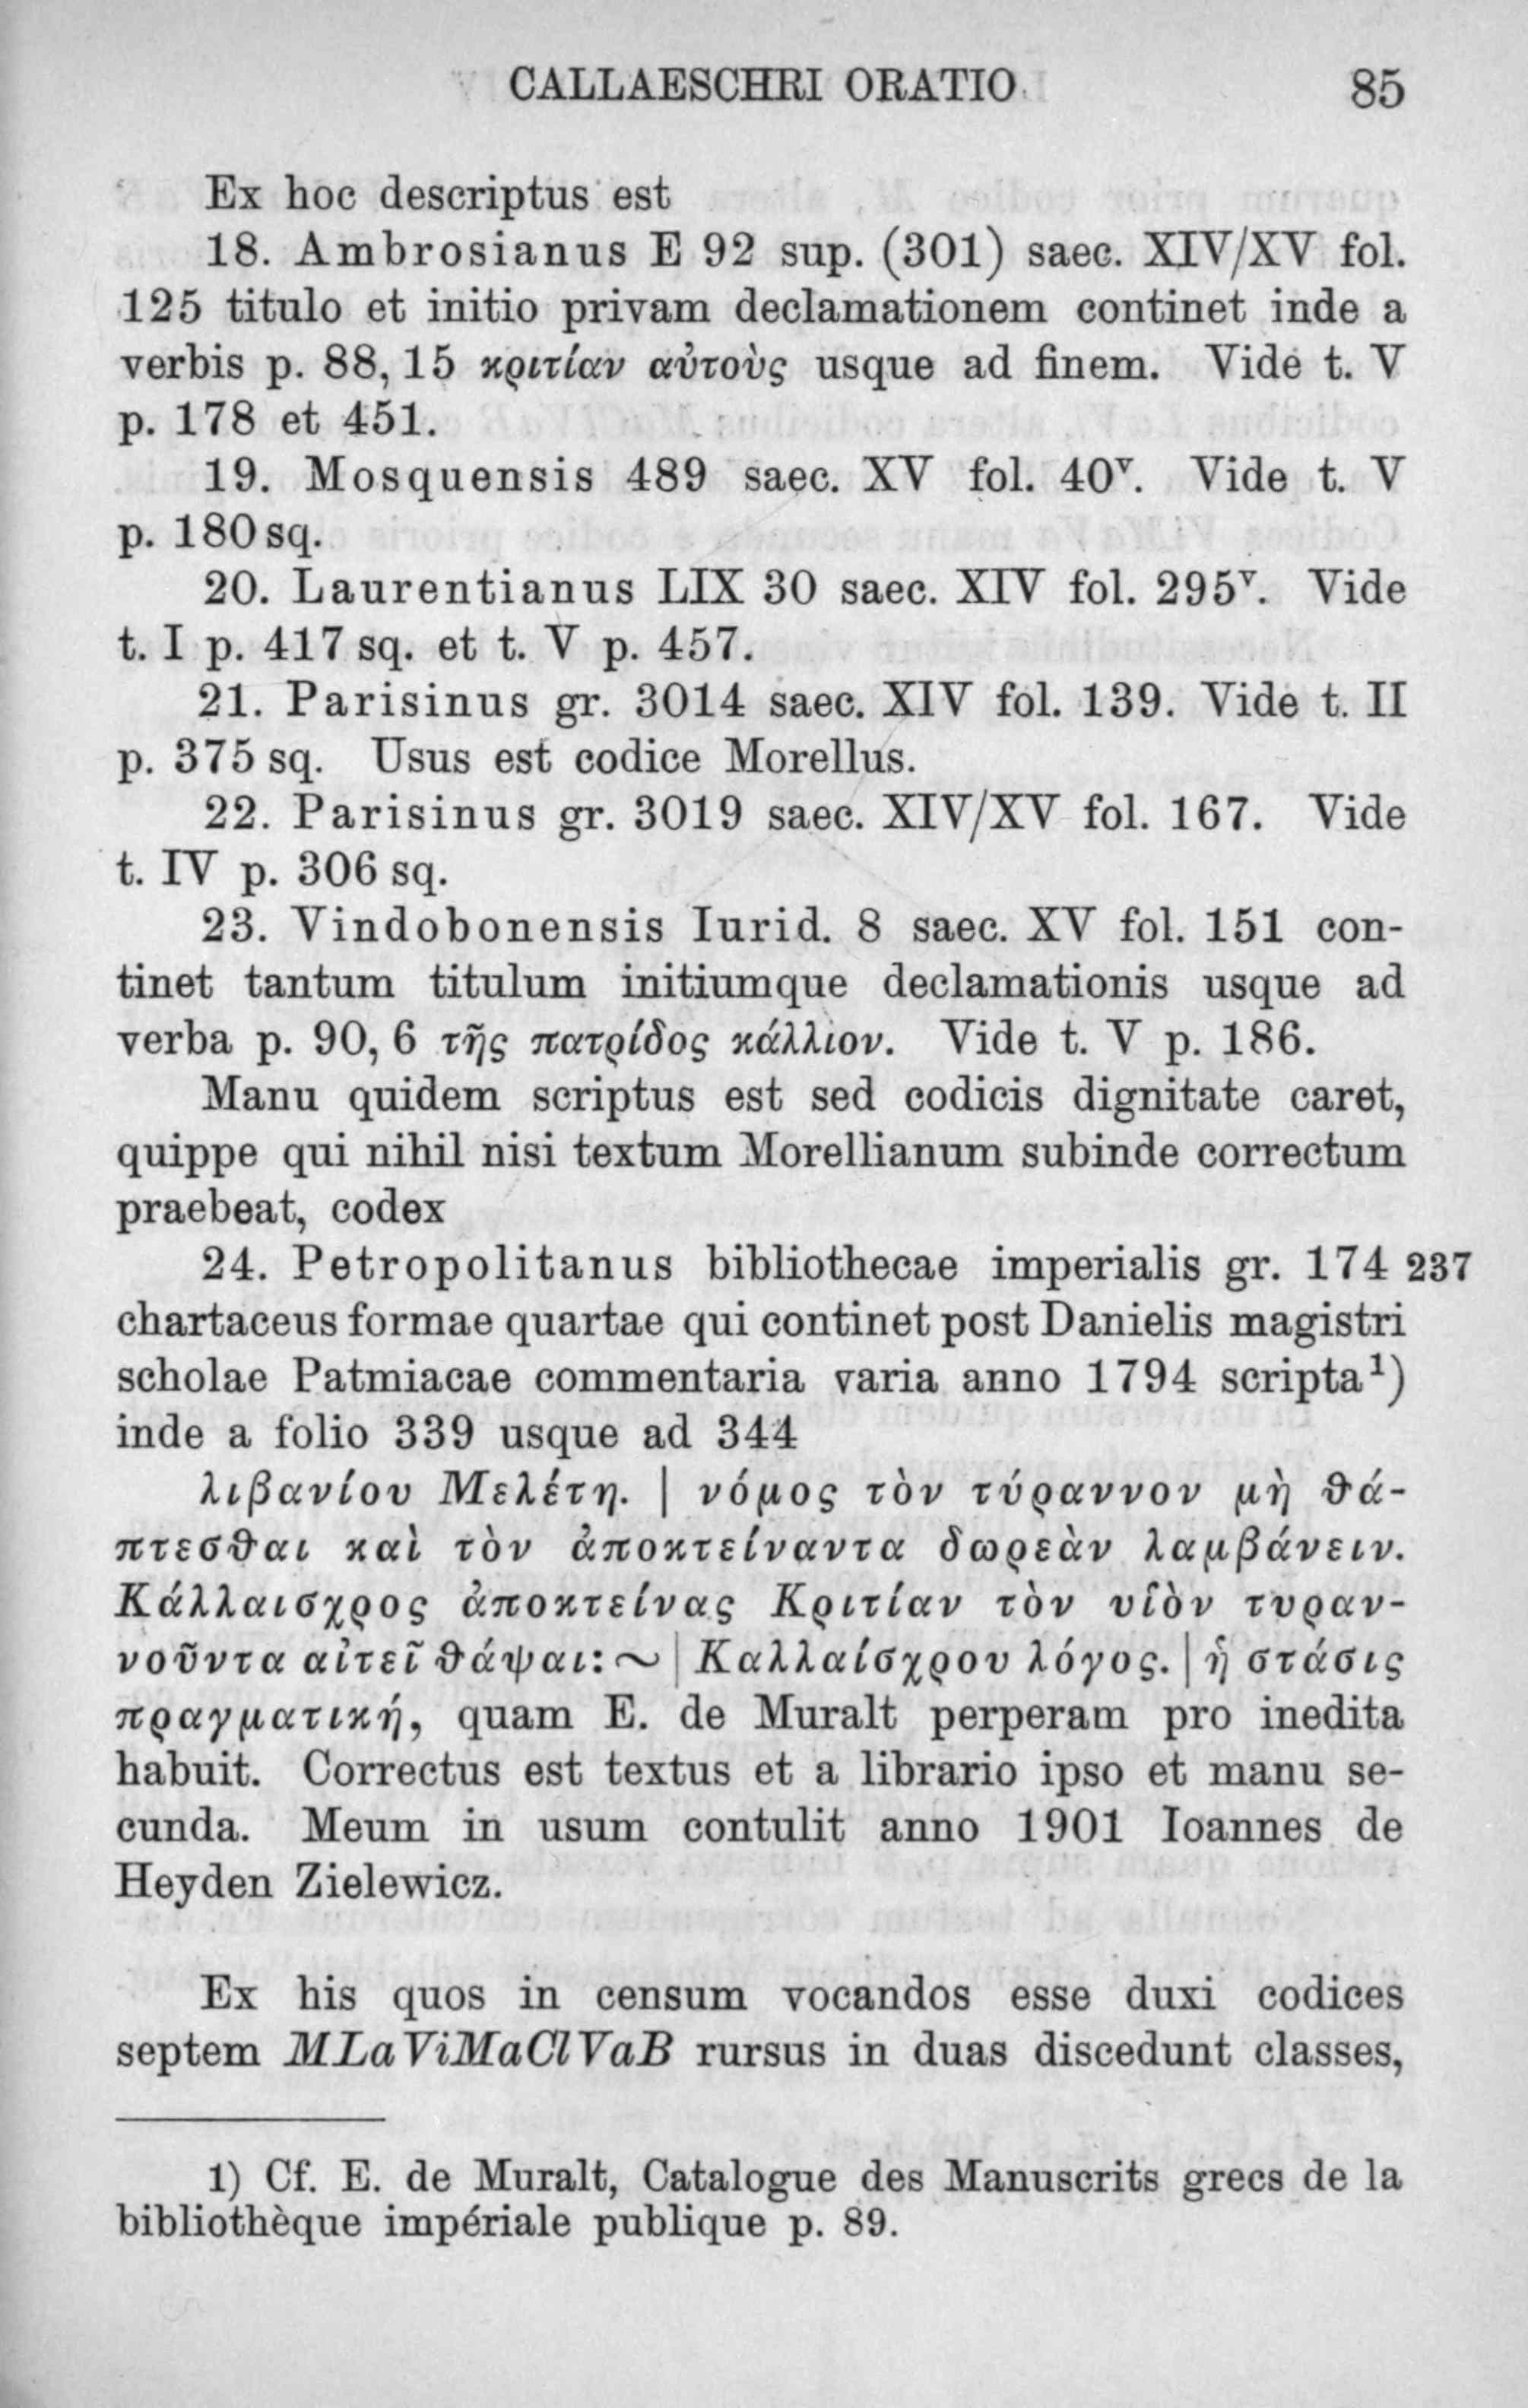 CALLAESCHRI ORATIO 85
Ex hoc descriptus est
18. Ambrosianus E 92 sup. (301) saec. XIV/XV fol.
125 titulo et initio privam declamationem continet inde a
verbis p. 88, 15 κριτίαν αὐτοὺς usque ad finem. Vide t. V
p. 178 et 451.
19. Mosquensis 489 saec. XV fol. 40ᵛ. Vide t. V
p. 180 sq.
20. Laurentianus LIX 30 saec. XIV fol. 295ᵛ. Vide
t. I p. 417 sq. et t. V p. 457.
21. Parisinus gr. 3014 saec. XIV fol. 139. Vide t. II
p. 375 sq. Usus est codice Morellus.
22. Parisinus gr. 3019 saec. XIV/XV fol. 167. Vide
t. IV p. 306 sq.
23. Vindobonensis Iurid. 8 saec. XV fol. 151 con-
tinet tantum titulum initiumque declamationis usque ad
verba p. 90, 6 τῆς πατρίδος κάλλιον. Vide t. V p. 186.
Manu quidem scriptus est sed codicis dignitate caret,
quippe qui nihil nisi textum Morellianum subinde correctum
praebeat, codex
24. Petropolitanus bibliothecae imperialis gr. 174 237
chartaceus formae quartae qui continet post Danielis magistri
scholae Patmiacae commentaria varia anno 1794 scripta¹)
inde a folio 339 usque ad 344
λιβανίου Μελέτη. | νόμος τὸν τύραννον μὴ θά-
πτεσθαι καὶ τὸν ἀποκτείναντα δωρεὰν λαμβάνειν.
Κάλλαισχρος ἀποκτείνας Κριτίαν τὸν υἱὸν τυραν-
νοῦντα αἰτεῖ θάψαι: ~ | Καλλαίσχρου λόγος. | ἡ στάσις
πραγματική, quam E. de Muralt perperam pro inedita
habuit. Correctus est textus et a librario ipso et manu se-
cunda. Meum in usum contulit anno 1901 Ioannes de
Heyden Zielewicz.
Ex his quos in censum vocandos esse duxi codices
septem MLaViMaClVaB rursus in duas discedunt classes,
1) Cf. E. de Muralt, Catalogue des Manuscrits grecs de la
bibliothèque impériale publique p. 89.